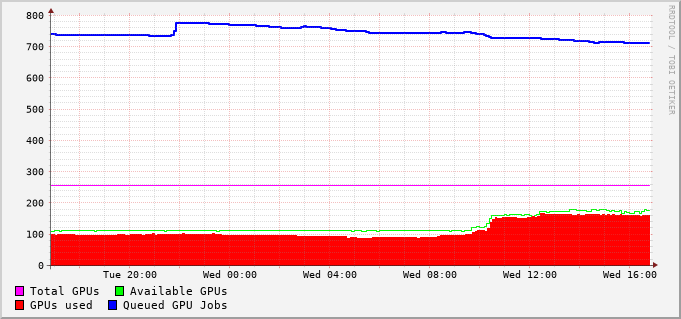 800
700
600
500
400
300
200
100
0
Tue 20:00 Wed 00:00 Wed 04:00 Wed 08:00 Wed 12:00 Wed 16:00
Total GPUs Available GPUs
GPUs used Queued GPU Jobs
RRDTOOL / TOBI OETIKER